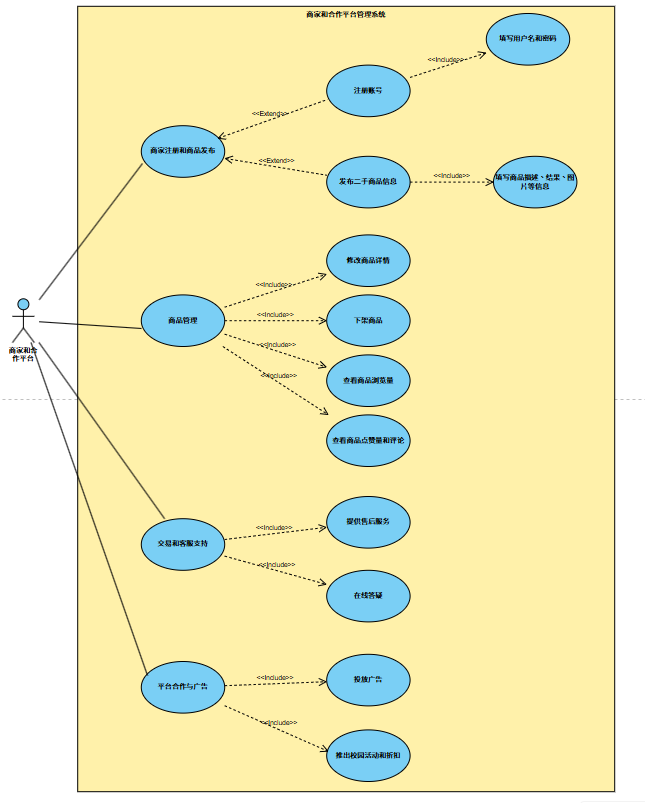 商家和合作平台管理系统
填写用户名和密码
<<Include>>
注册账号
<<Extend>>
商家注册和商品发布
<<Extend>>
发布二手商品信息
<<Include>>
填写商品描述、结果、图
片等信息
修改商品详情
<<Include>>
商品管理
<<Include>>
下架商品
<<Include>>
查看商品浏览量
<<Include>>
查看商品点赞量和评论
商家和合
作平台
提供售后服务
<<Include>>
交易和客服支持
<<Include>>
在线答疑
投放广告
<<Include>>
平台合作与广告
<<Include>>
推出校园活动和折扣